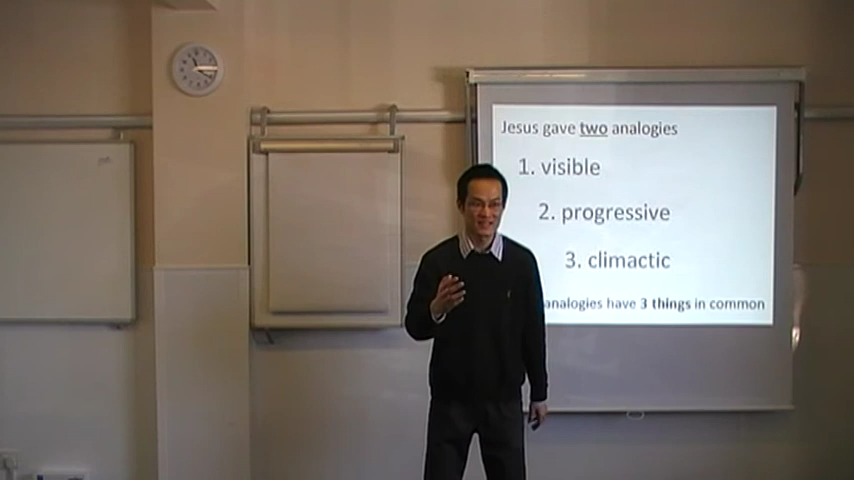 Jesus gave two analogies
1. visible
2. progressive
3. climactic
analogies have 3 things in common